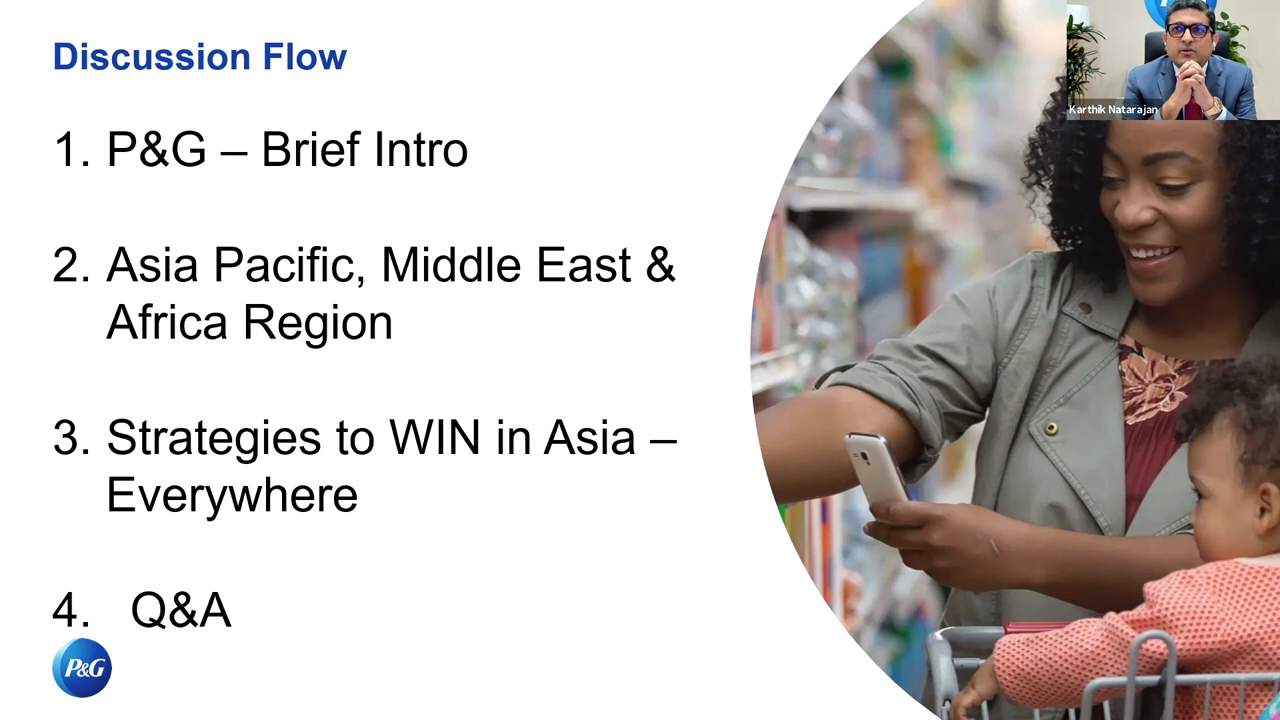 Discussion Flow
1. P&G – Brief Intro
2. Asia Pacific, Middle East &
Africa Region
3. Strategies to WIN in Asia –
Everywhere
4. Q&A
P&G
Karthik Natarajan